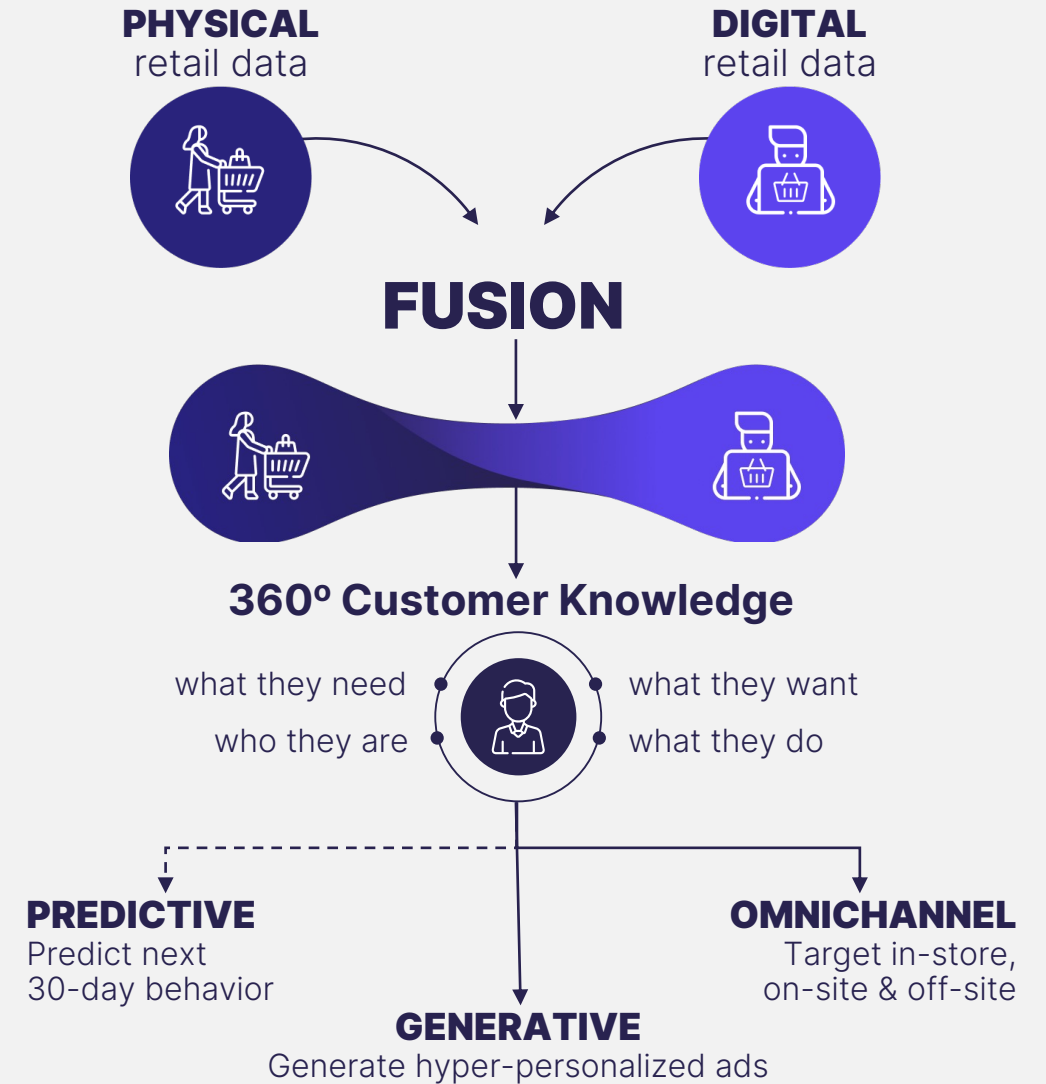 PHYSICAL
retail data
DIGITAL
retail data
FUSION
360º Customer Knowledge
what they need
what they want
who they are
what they do
PREDICTIVE
Predict next
30-day behavior
OMNICHANNEL
Target in-store,
on-site & off-site
GENERATIVE
Generate hyper-personalized ads